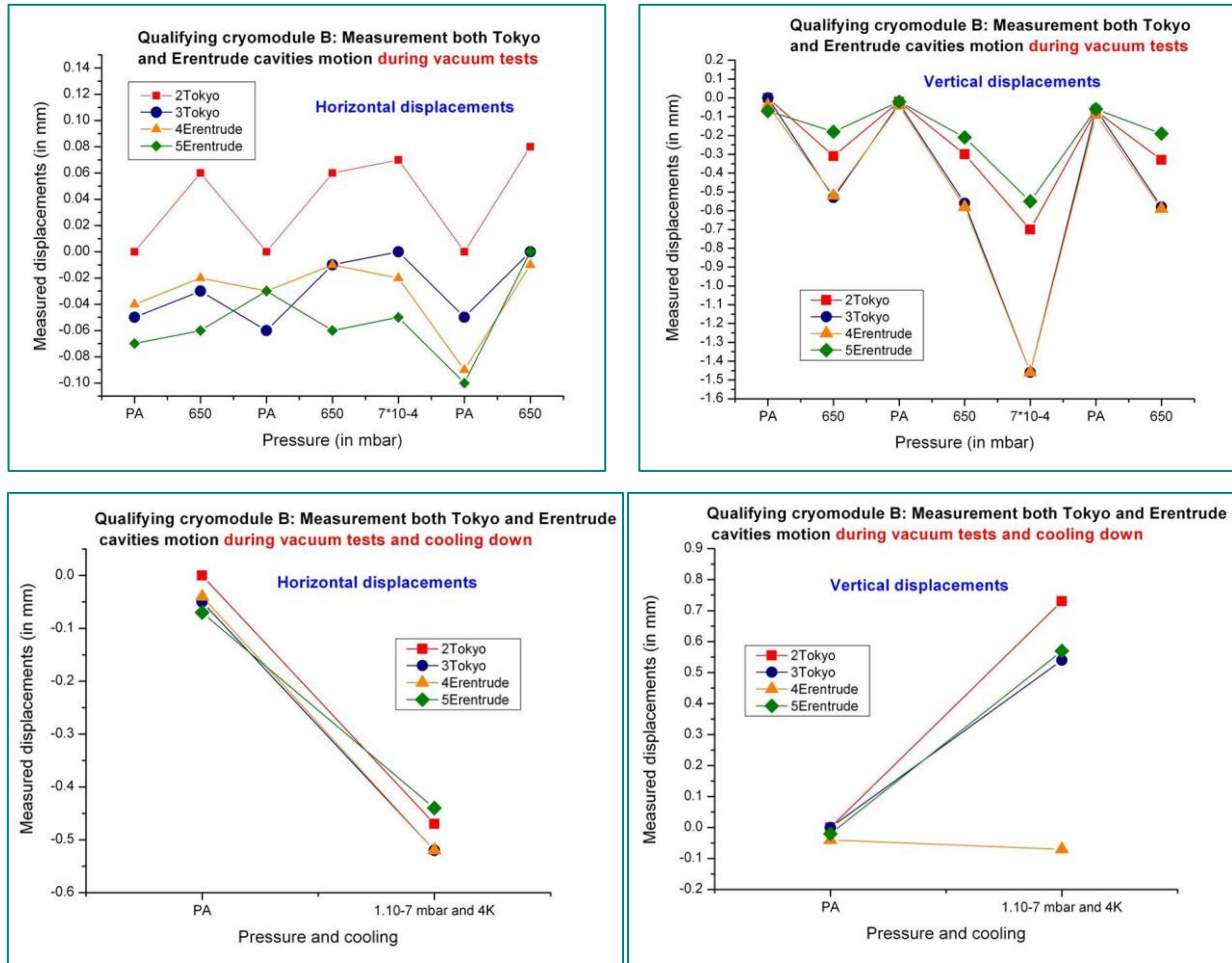 Qualifying cryomodule B: Measurement both Tokyo
and Erentrude cavities motion during vacuum tests
Horizontal displacements
2Tokyo
3Tokyo
4Erentrude
5Erentrude
Measured displacements (in mm)
0.14
0.12
0.10
0.08
0.06
0.04
0.02
0.00
-0.02
-0.04
-0.06
-0.08
-0.10
PA 650 PA 650 7*10-4 PA 650
Pressure (in mbar)
Qualifying cryomodule B: Measurement both Tokyo
and Erentrude cavities motion during vacuum tests
Vertical displacements
Measured displacements (in mm)
0.2
0.1
0.0
-0.1
-0.2
-0.3
-0.4
-0.5
-0.6
-0.7
-0.8
-0.9
-1.0
-1.1
-1.2
-1.3
-1.4
-1.5
-1.6
2Tokyo
3Tokyo
4Erentrude
5Erentrude
PA 650 PA 650 7*10-4 PA 650
Pressure (in mbar)
Qualifying cryomodule B: Measurement both Tokyo and Erentrude
cavities motion during vacuum tests and cooling down
Horizontal displacements
Measured displacements (in mm)
0.0
-0.1
-0.2
-0.3
-0.4
-0.5
-0.6
2Tokyo
3Tokyo
4Erentrude
5Erentrude
PA 1.10-7 mbar and 4K
Pressure and cooling
Qualifying cryomodule B: Measurement both Tokyo and Erentrude
cavities motion during vacuum tests and cooling down
Vertical displacements
Measured displacements (in mm)
0.9
0.8
0.7
0.6
0.5
0.4
0.3
0.2
0.1
0.0
-0.1
-0.2
2Tokyo
3Tokyo
4Erentrude
5Erentrude
PA 1.10-7 mbar and 4K
Pressure and cooling